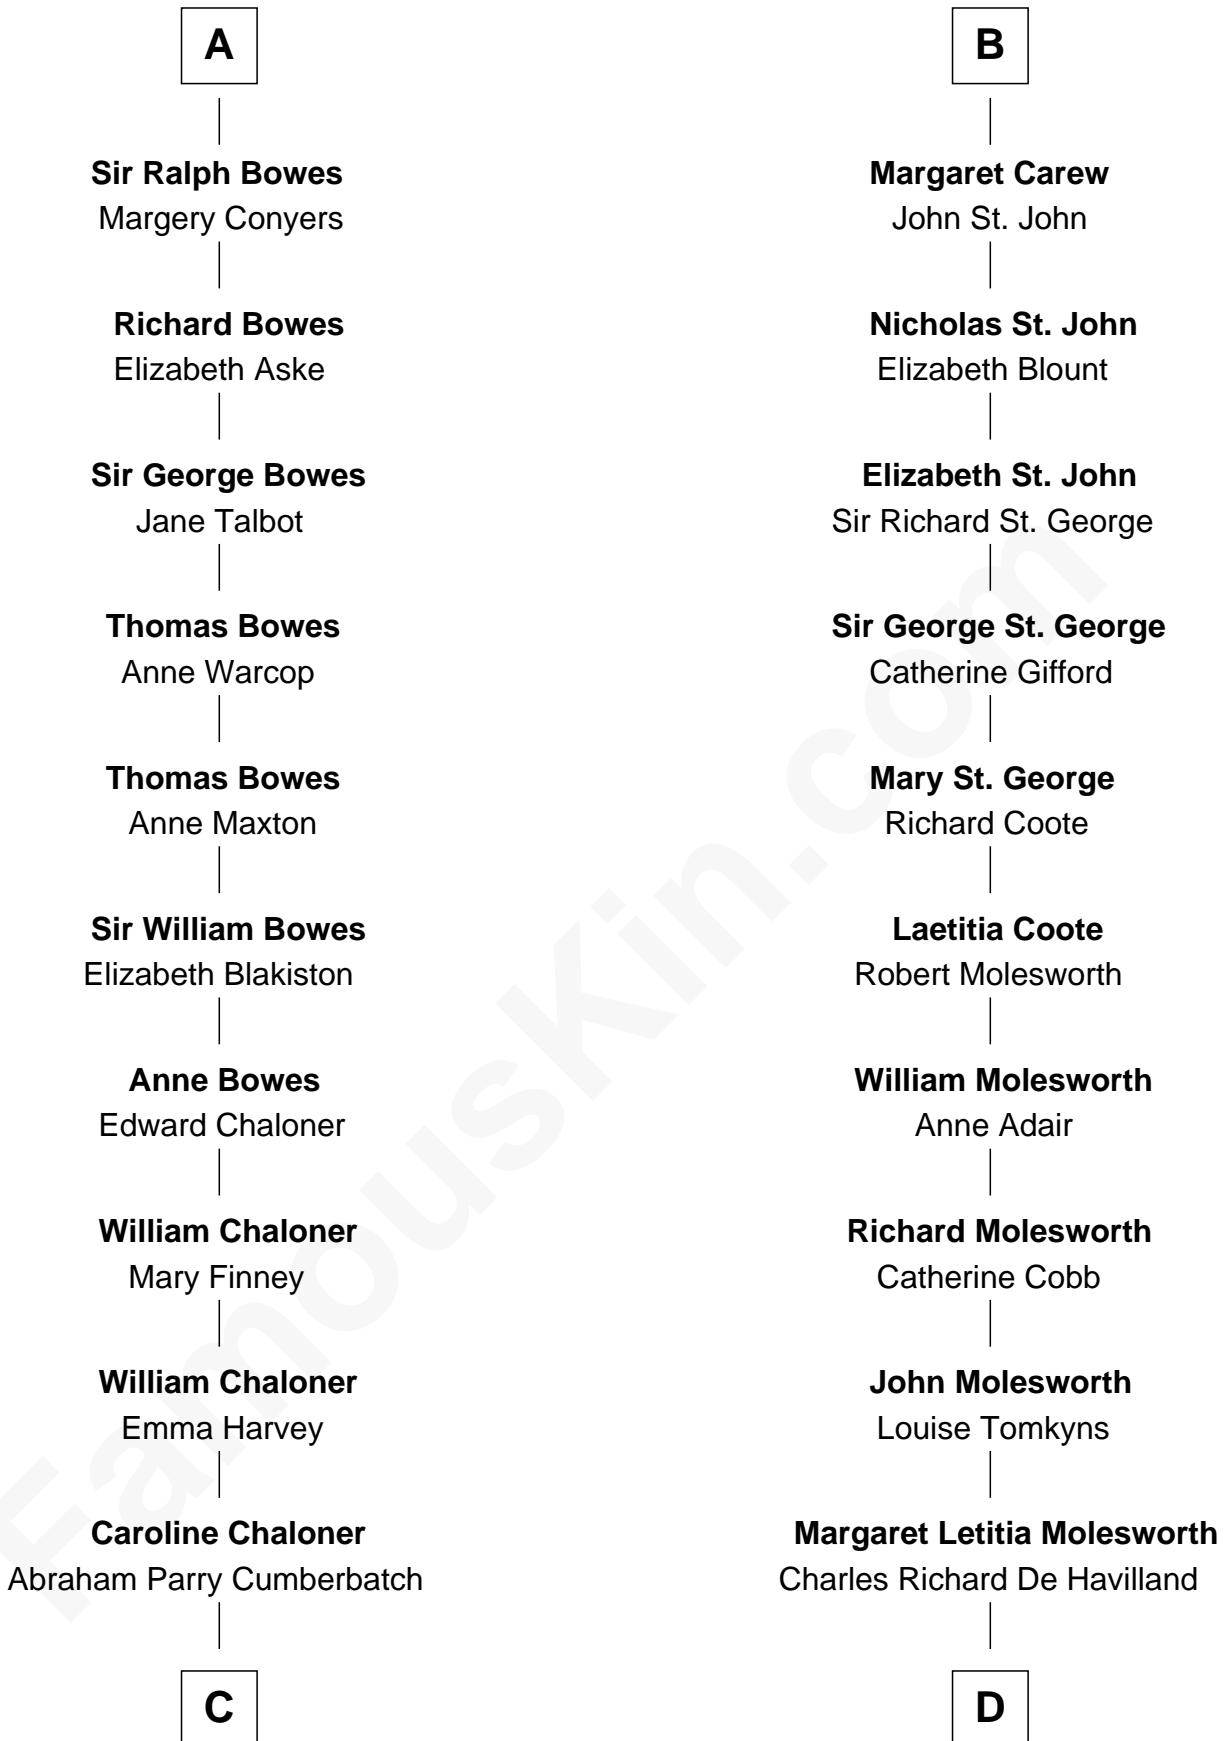 A
Sir Ralph Bowes
Margery Conyers
Richard Bowes
Elizabeth Aske
Sir George Bowes
Jane Talbot
Thomas Bowes
Anne Warcop
Thomas Bowes
Anne Maxton
Sir William Bowes
Elizabeth Blakiston
Anne Bowes
Edward Chaloner
William Chaloner
Mary Finney
William Chaloner
Emma Harvey
Caroline Chaloner
Abraham Parry Cumberbatch
C
B
Margaret Carew
John St. John
Nicholas St. John
Elizabeth Blount
Elizabeth St. John
Sir Richard St. George
Sir George St. George
Catherine Gifford
Mary St. George
Richard Coote
Laetitia Coote
Robert Molesworth
William Molesworth
Anne Adair
Richard Molesworth
Catherine Cobb
John Molesworth
Louise Tomkyns
Margaret Letitia Molesworth
Charles Richard De Havilland
D
FamousKin.com